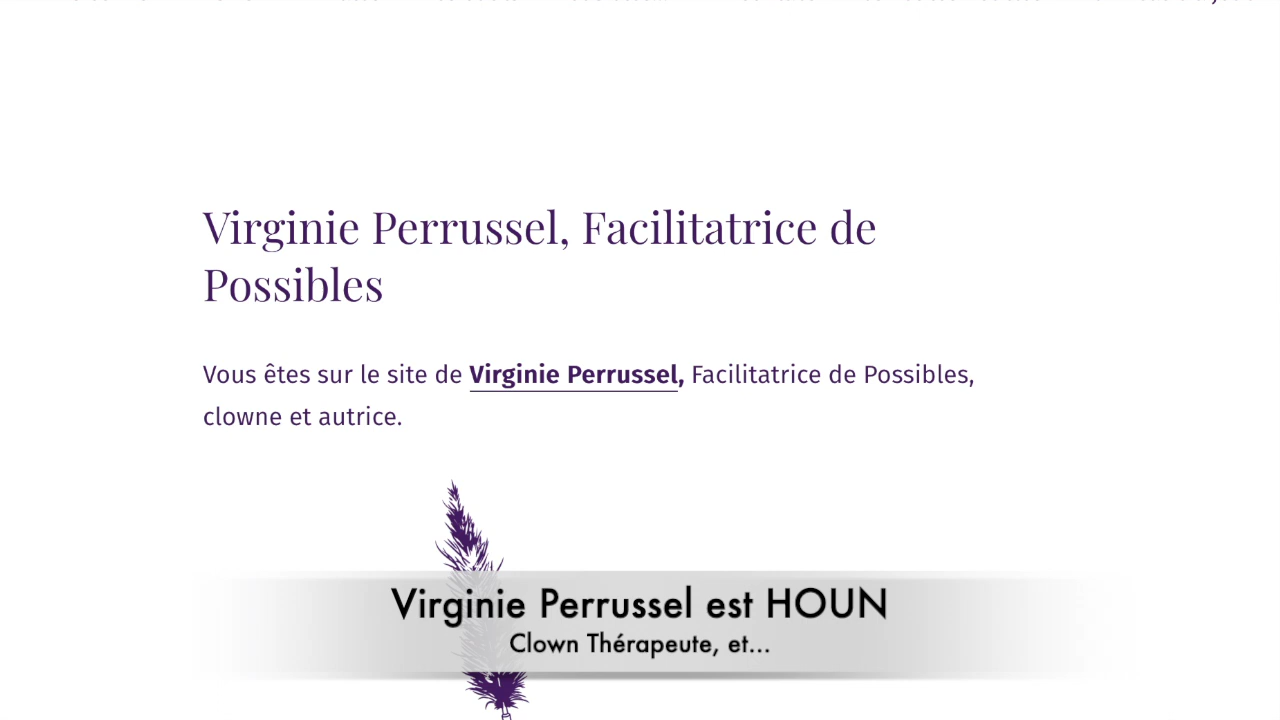 Virginie Perrussel, Facilitatrice de
Possibles
Vous êtes sur le site de Virginie Perrussel, Facilitatrice de Possibles,
clowne et autrice.
Virginie Perrussel est HOUN
Clown Thérapeute, et...